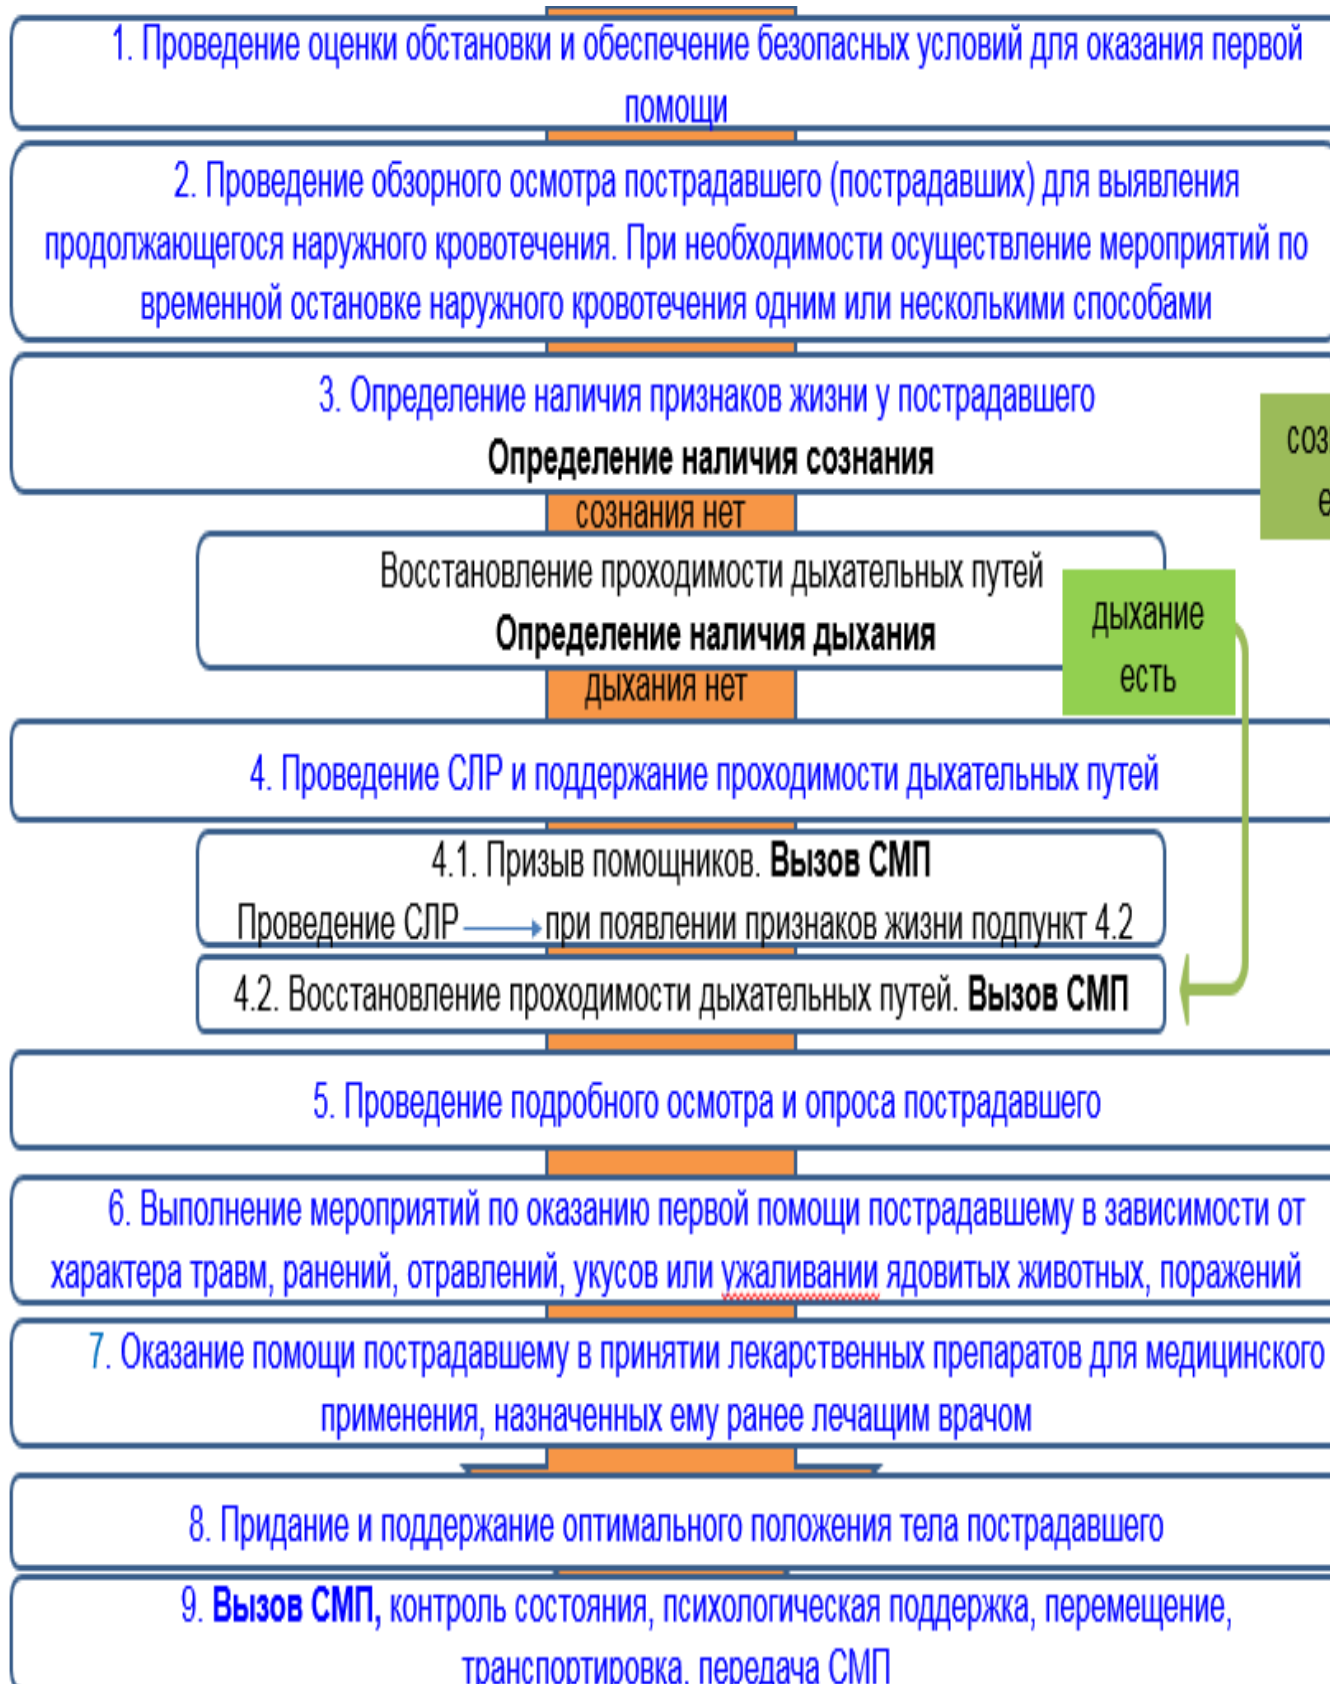 1. Проведение оценки обстановки и обеспечение безопасных условий для оказания первой
помощи
2. Проведение обзорного осмотра пострадавшего (пострадавших) для выявления
продолжающегося наружного кровотечения. При необходимости осуществление мероприятий по
временной остановке наружного кровотечения одним или несколькими способами
3. Определение наличия признаков жизни у пострадавшего
Определение наличия сознания
сознания нет
Восстановление проходимости дыхательных путей
Определение наличия дыхания
дыхание
есть
дыхания нет
4. Проведение СЛР и поддержание проходимости дыхательных путей
4.1. Призыв помощников. Вызов СМП
Проведение СЛР при появлении признаков жизни подпункт 4.2
4.2. Восстановление проходимости дыхательных путей. Вызов СМП
5. Проведение подробного осмотра и опроса пострадавшего
6. Выполнение мероприятий по оказанию первой помощи пострадавшему в зависимости от
характера травм, ранений, отравлений, укусов или ужаливании ядовитых животных, поражений
7. Оказание помощи пострадавшему в принятии лекарственных препаратов для медицинского
применения, назначенных ему ранее лечащим врачом
8. Придание и поддержание оптимального положения тела пострадавшего
9. Вызов СМП, контроль состояния, психологическая поддержка, перемещение,
транспортировка, передача СМП